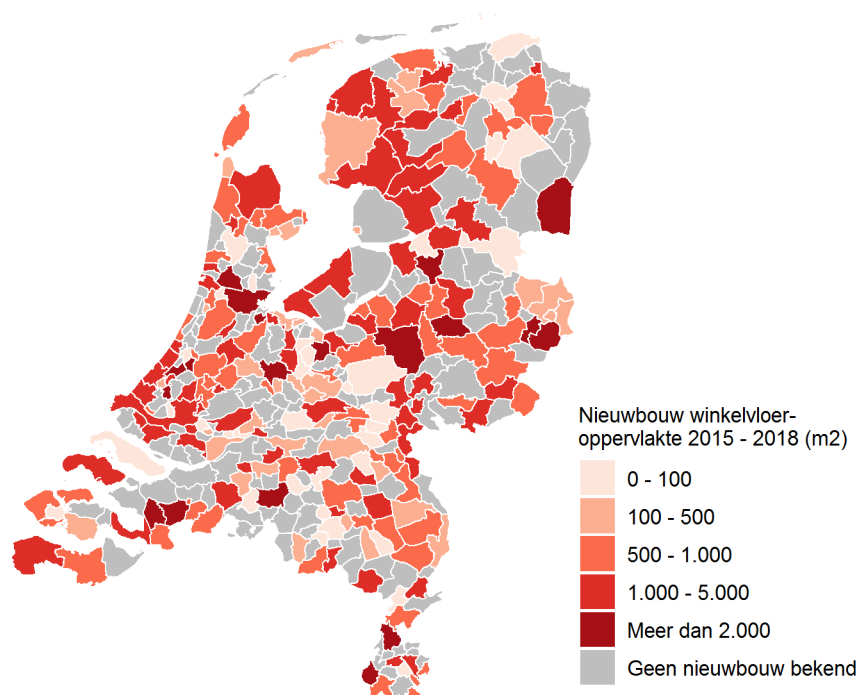 Nieuwbouw winkelvloer-
oppervlakte 2015 - 2018 (m2)
0 - 100
100 - 500
500 - 1.000
1.000 - 5.000
Meer dan 2.000
Geen nieuwbouw bekend